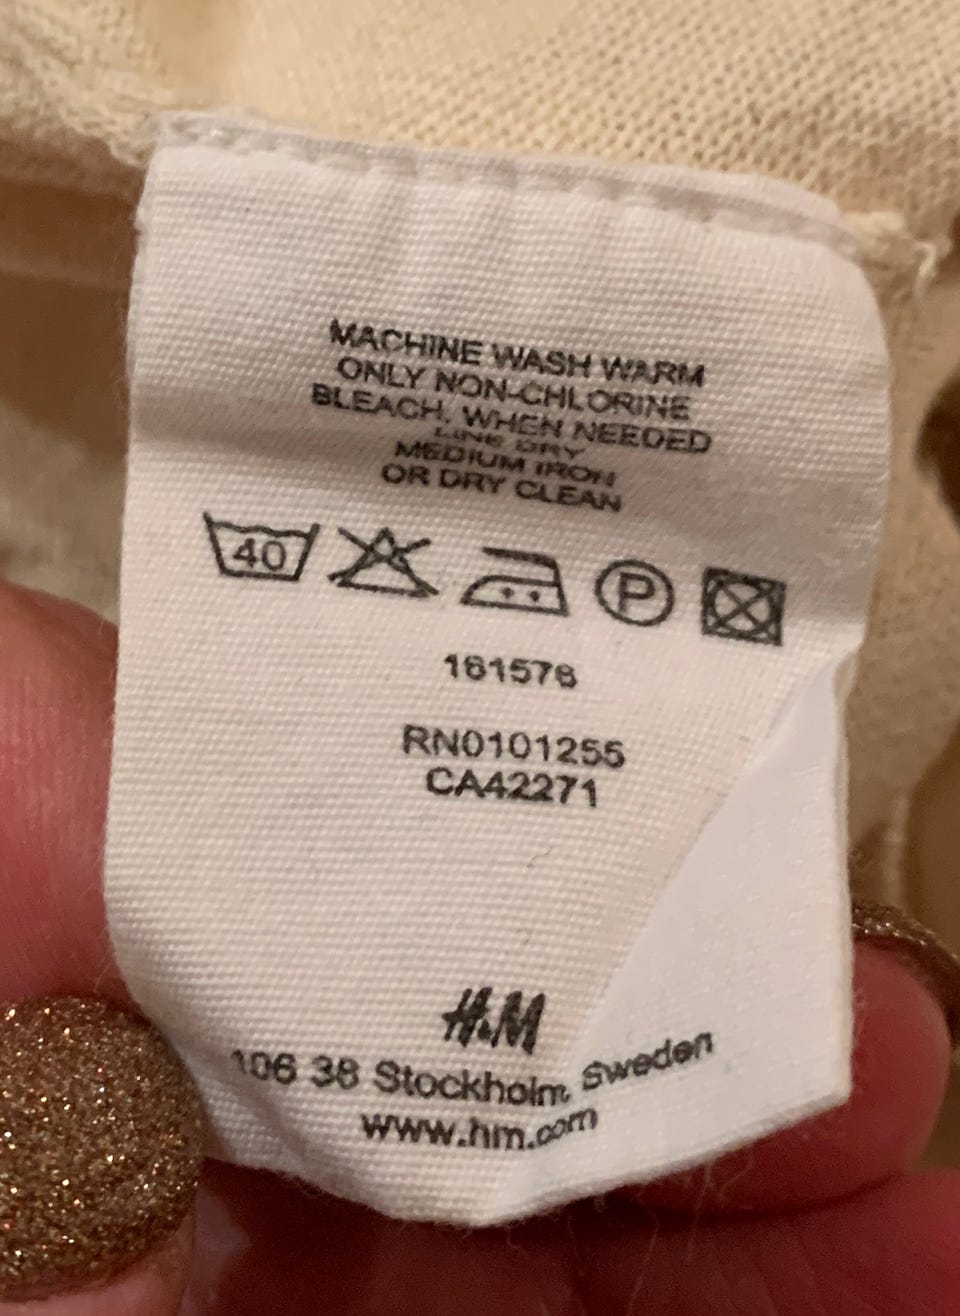 MACHINE WASH WARM
ONLY NON-CHLORINE
BLEACH, WHEN NEEDED
LINE DRY
MEDIUM IRON
OR DRY CLEAN
40 P
161576
RN0101255
CA42271
H&M
106 38 Stockholm, Sweden
www.hm.com